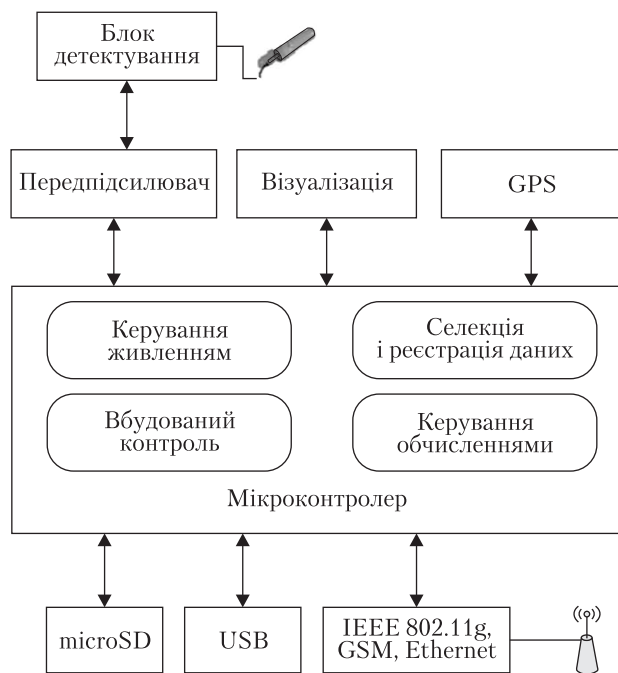 Блок
детектування
Передпідсилювач
Візуалізація
GPS
Керування
живленням
Селекція
і реєстрація даних
Вбудований
контроль
Керування
обчисленнями
Мікроконтролер
microSD
USB
IEEE 802.11g,
GSM, Ethernet